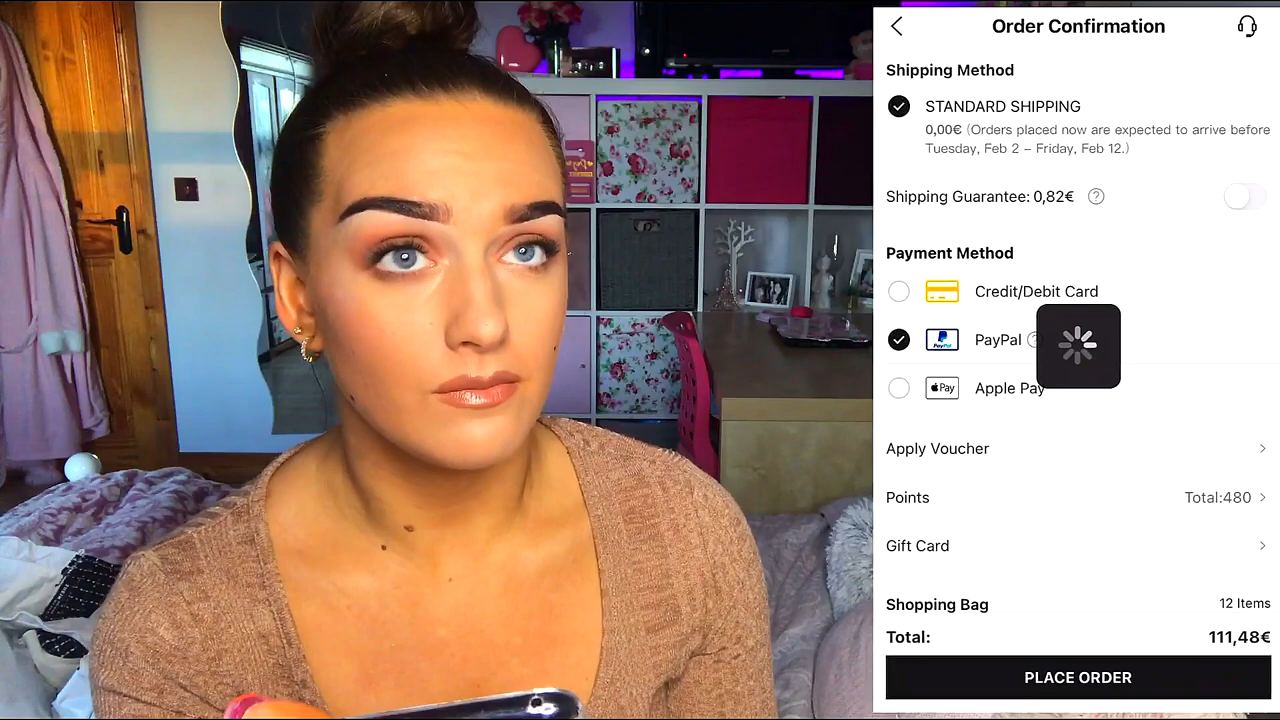 Order Confirmation
Shipping Method
STANDARD SHIPPING
0,00€ (Orders placed now are expected to arrive before
Tuesday, Feb 2 – Friday, Feb 12.)
Shipping Guarantee: 0,82€ ?
Payment Method
Credit/Debit Card
PayPal PayPal
Pay Apple Pay
Apply Voucher
Points Total:480
Gift Card
Shopping Bag 12 Items
Total: 111,48€
PLACE ORDER